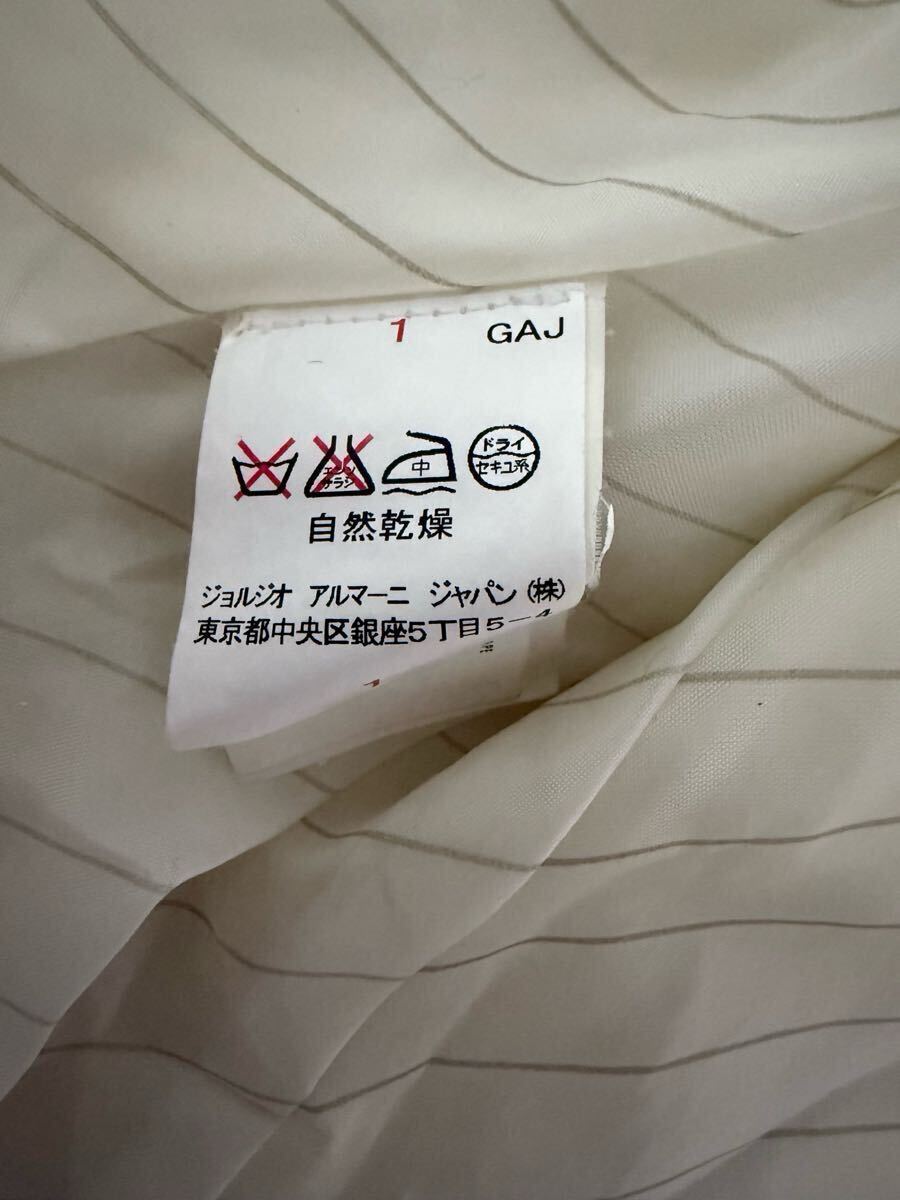 1 GAJ
エンソ サラシ 中 ドライ セキユ系
自然乾燥
ジョルジオ アルマーニ ジャパン(株)
東京都中央区銀座5丁目5-4
1